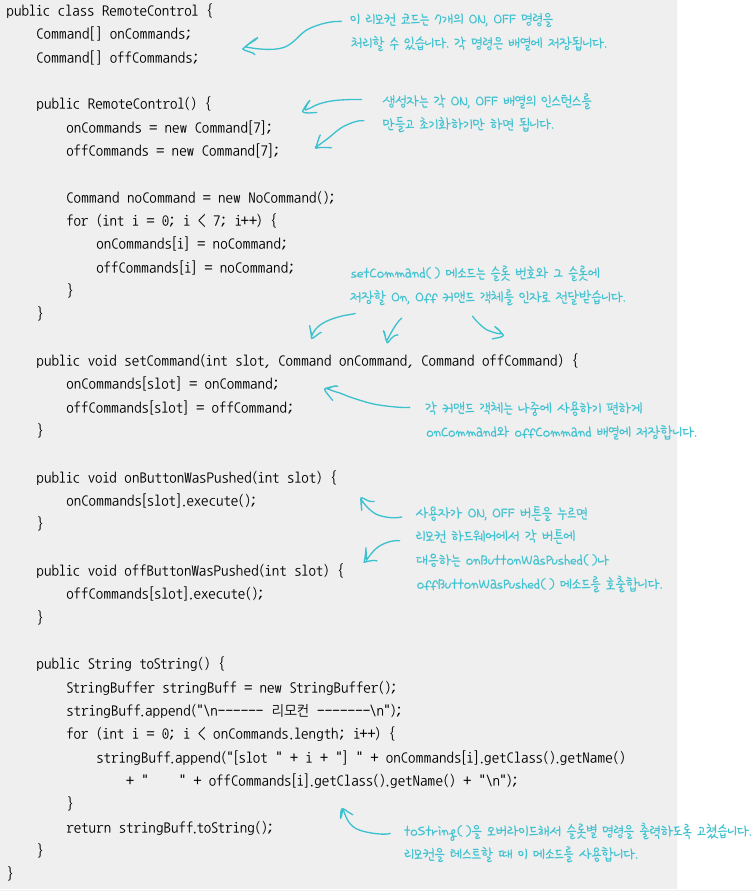 public class RemoteControl {
이 리모컨 코드는 7개의 ON, OFF 명령을
Command[] onCommands;
처리할 수 있습니다. 각 명령은 배열에 저장됩니다.
Command[] offCommands;
public RemoteControl() {
생성자는 각 ON, OFF 배열의 인스턴스를
onCommands = new Command[7];
만들고 초기화하기만 하면 됩니다.
offCommands = new Command[7];
Command noCommand = new NoCommand();
for (int i = 0; i < 7; i++) {
onCommands[i] = noCommand;
offCommands[i] = noCommand;
}
}
setCommand() 메소드는 슬롯 번호와 그 슬롯에
저장할 On, Off 커맨드 객체를 인자로 전달받습니다.
public void setCommand(int slot, Command onCommand, Command offCommand) {
onCommands[slot] = onCommand;
offCommands[slot] = offCommand;
}
각 커맨드 객체는 나중에 사용하기 편하게
onCommand와 offCommand 배열에 저장합니다.
public void onButtonWasPushed(int slot) {
onCommands[slot].execute();
}
사용자가 ON, OFF 버튼을 누르면
리모컨 하드웨어에서 각 버튼에
대응하는 onButtonWasPushed()나
offButtonWasPushed() 메소드를 호출합니다.
public void offButtonWasPushed(int slot) {
offCommands[slot].execute();
}
public String toString() {
StringBuffer stringBuff = new StringBuffer();
stringBuff.append("\n------ 리모컨 -------\n");
for (int i = 0; i < onCommands.length; i++) {
stringBuff.append("[slot " + i + "] " + onCommands[i].getClass().getName()
+ "    " + offCommands[i].getClass().getName() + "\n");
}
return stringBuff.toString();
}
}
toString()을 오버라이드해서 슬롯별 명령을 출력하도록 고쳤습니다.
리모컨을 테스트할 때 이 메소드를 사용합니다.